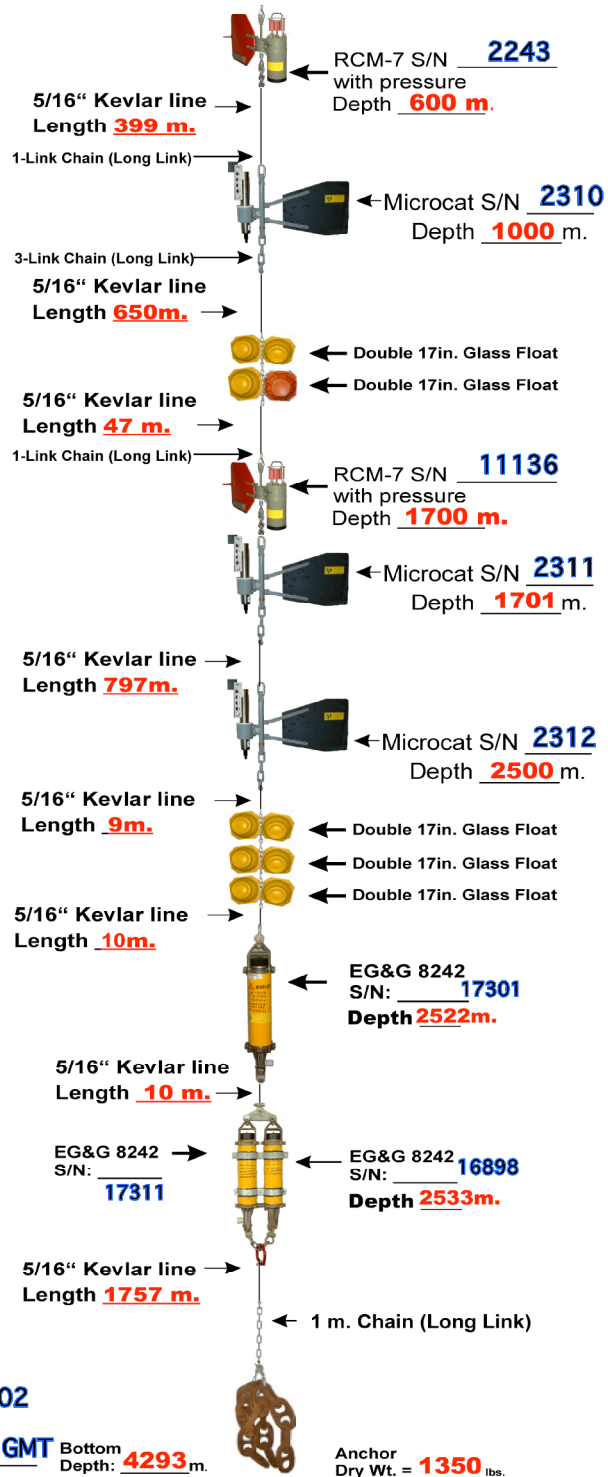 RCM-7 S/N 2243
with pressure
Depth 600 m.
5/16“ Kevlar line
Length 399 m.
1-Link Chain (Long Link)
Microcat S/N 2310
Depth 1000 m.
3-Link Chain (Long Link)
5/16“ Kevlar line
Length 650m.
Double 17in. Glass Float
Double 17in. Glass Float
5/16“ Kevlar line
Length 47 m.
1-Link Chain (Long Link)
RCM-7 S/N 11136
with pressure
Depth 1700 m.
Microcat S/N 2311
Depth 1701 m.
5/16“ Kevlar line
Length 797m.
Microcat S/N 2312
Depth 2500 m.
5/16“ Kevlar line
Length 9m.
Double 17in. Glass Float
Double 17in. Glass Float
Double 17in. Glass Float
5/16“ Kevlar line
Length 10m.
EG&G 8242
S/N: 17301
Depth 2522m.
5/16“ Kevlar line
Length 10 m.
EG&G 8242
S/N:
17311
EG&G 8242
S/N: 16898
Depth 2533m.
5/16“ Kevlar line
Length 1757 m.
1 m. Chain (Long Link)
02
GMT
Bottom
Depth: 4293 m.
Anchor
Dry Wt. = 1350 lbs.